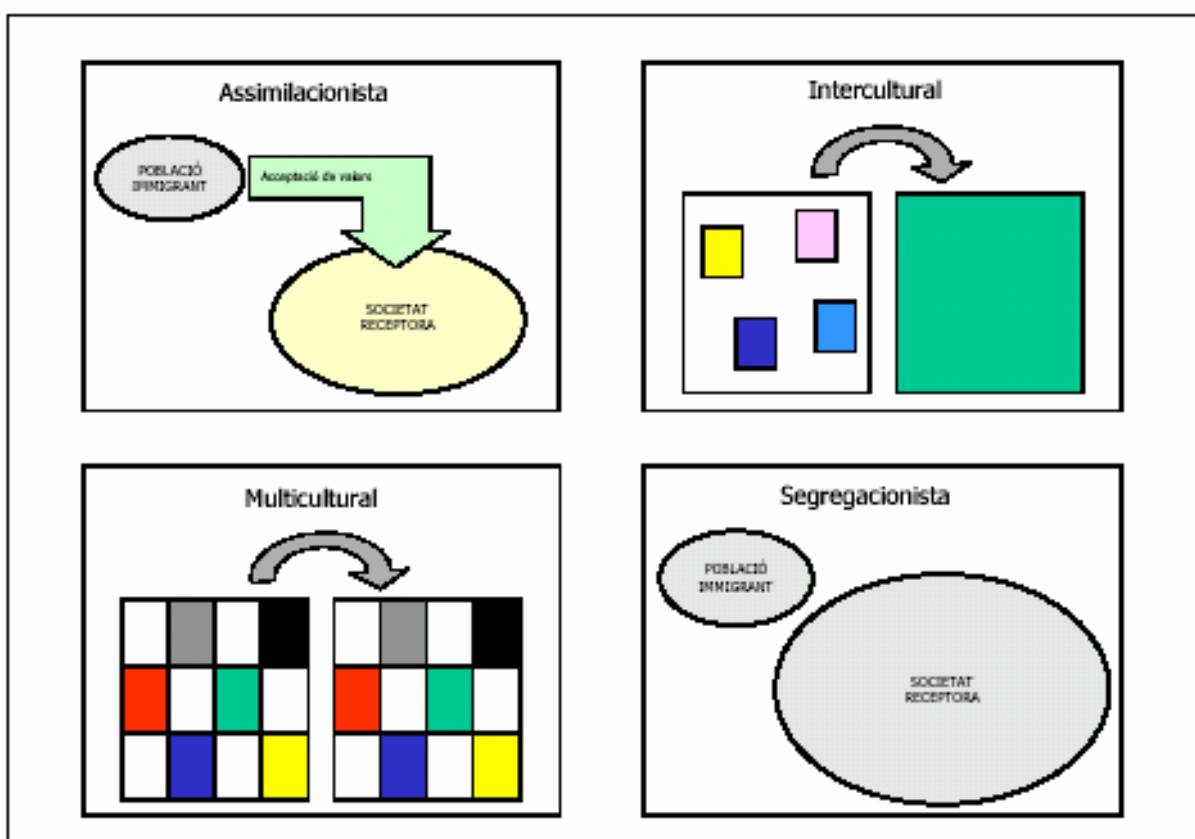 Assimilacionista
POBLACIÓ
IMMIGRANT
Acceptació de valors
SOCIETAT
RECEPTORA
Intercultural
Multicultural
Segregacionista
POBLACIÓ
IMMIGRANT
SOCIETAT
RECEPTORA